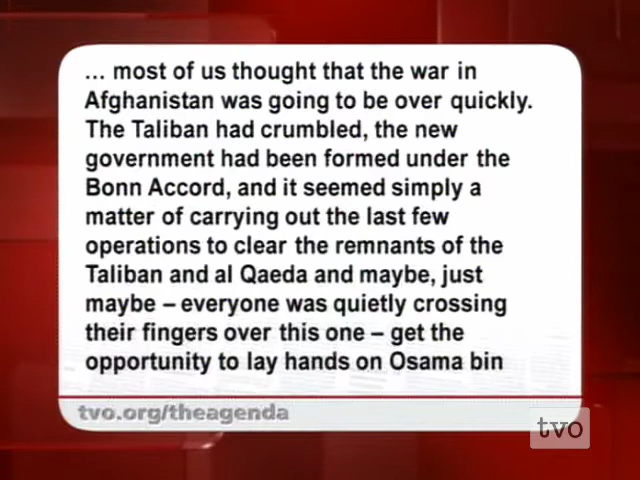 ... most of us thought that the war in
Afghanistan was going to be over quickly.
The Taliban had crumbled, the new
government had been formed under the
Bonn Accord, and it seemed simply a
matter of carrying out the last few
operations to clear the remnants of the
Taliban and al Qaeda and maybe, just
maybe – everyone was quietly crossing
their fingers over this one – get the
opportunity to lay hands on Osama bin
tvo.org/theagenda
tvo